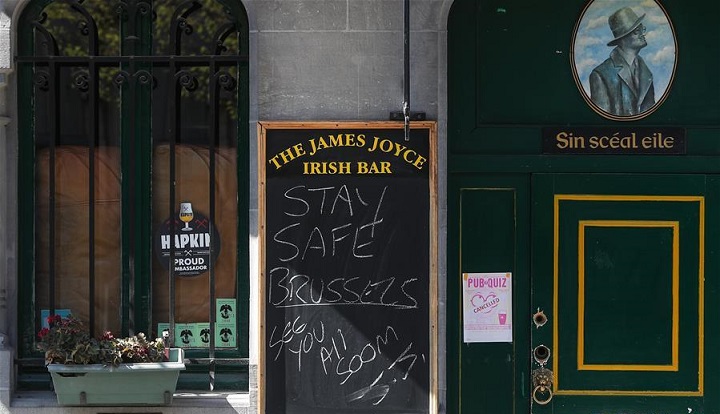 THE JAMES JOYCE
IRISH BAR
STAY
SAFE
BRUSSELS
SEE
YOU
All
SOOM
Sin scéal eile
HAPKIN
PROUD
AMBASSADOR
PUB QUIZ
CANCELLED